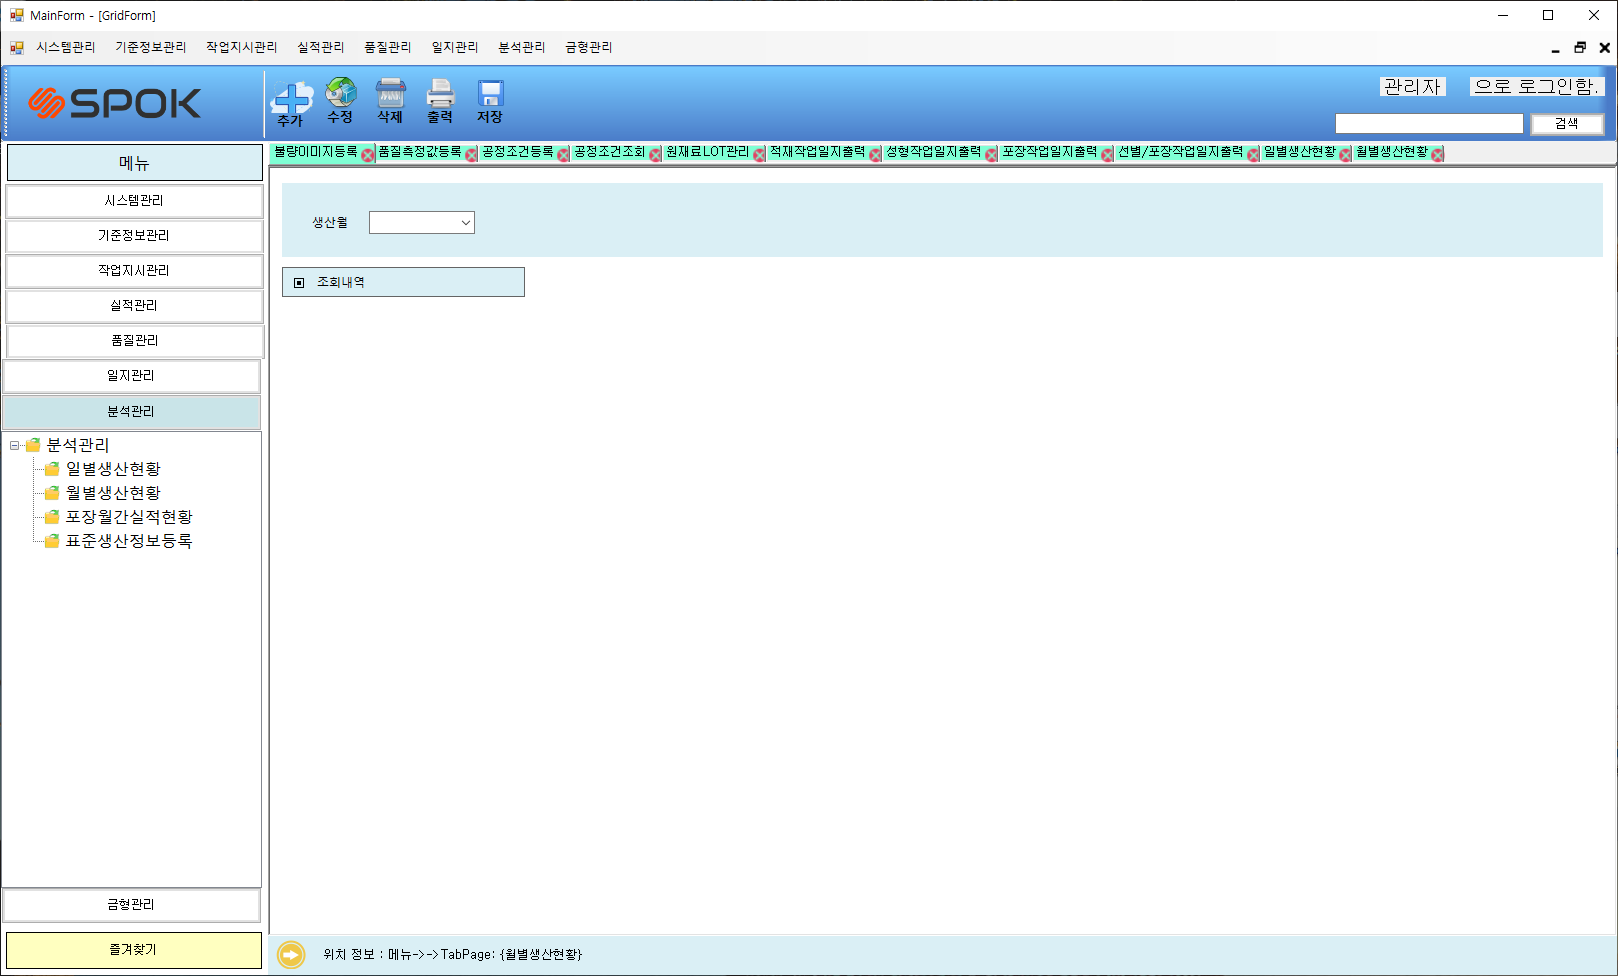 MainForm - [GridForm]
시스템관리 기준정보관리 작업지시관리 실적관리 품질관리 일지관리 분석관리 금형관리
SPOK
추가 수정 삭제 출력 저장
관리자 으로 로그인함.
검색
메뉴
불량이미지등록 품질측정값등록 공정조건등록 공정조건조회 원재료LOT관리 적재작업일지출력 성형작업일지출력 포장작업일지출력 선별/포장작업일지출력 일별생산현황 월별생산현황
시스템관리
기준정보관리
작업지시관리
실적관리
품질관리
일지관리
분석관리
분석관리
일별생산현황
월별생산현황
포장월간실적현황
표준생산정보등록
금형관리
즐겨찾기
생산월
조회내역
위치 정보 : 메뉴->->TabPage: {월별생산현황}